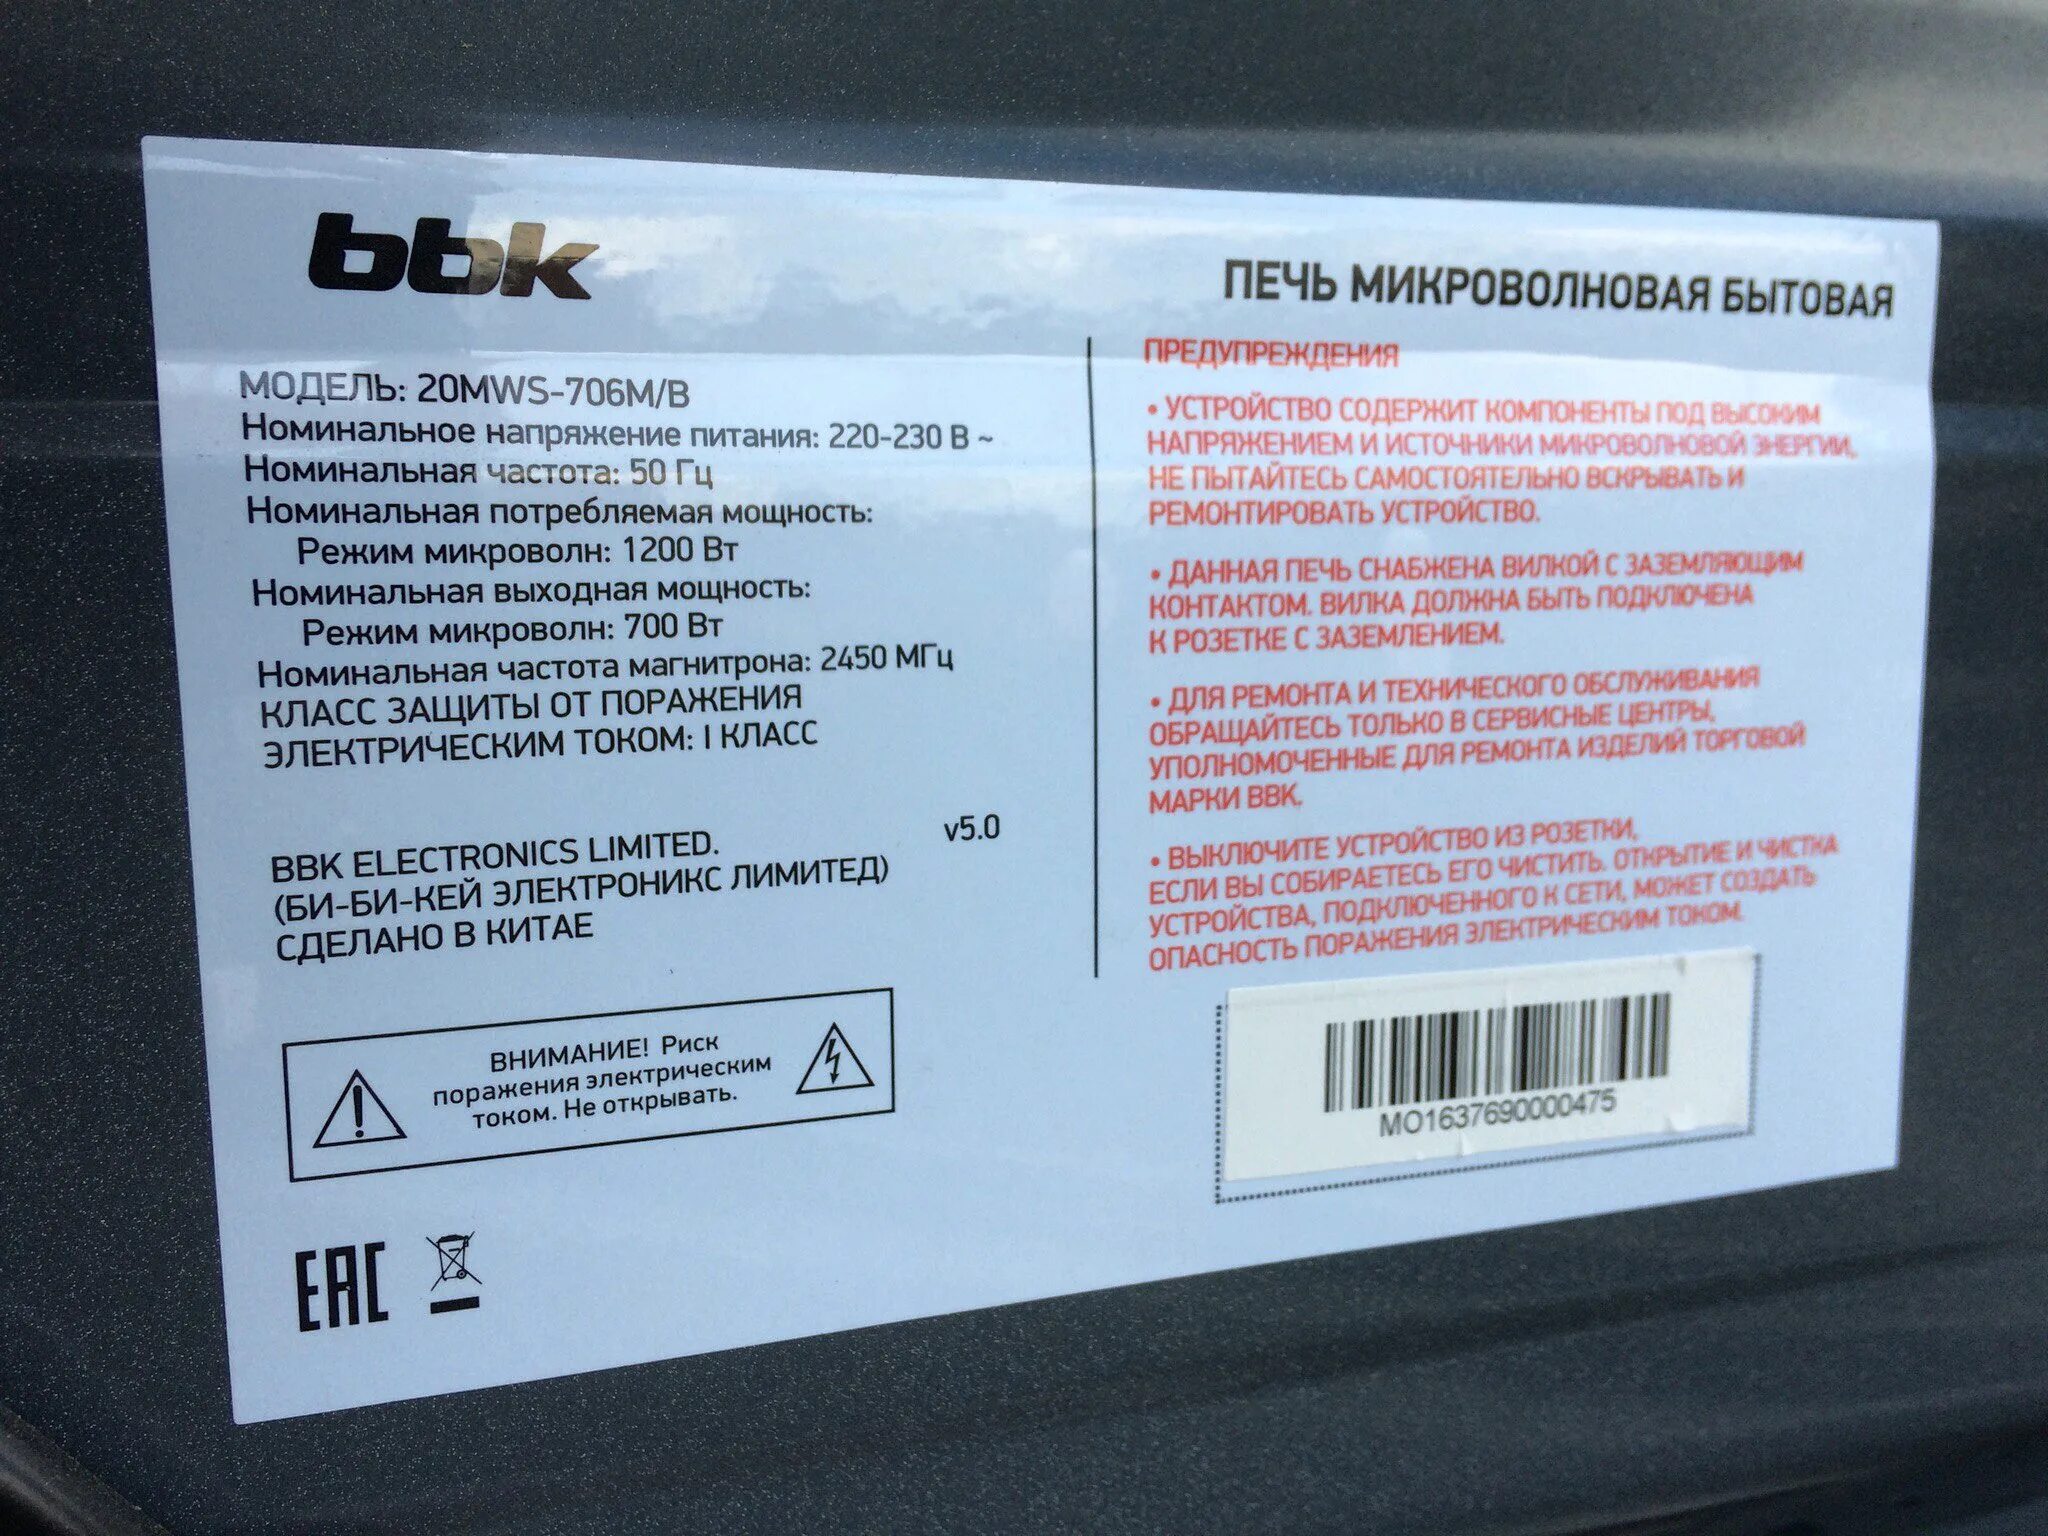 bbk
МОДЕЛЬ: 20MWS-706M/B
Номинальное напряжение питания: 220-230 В ~
Номинальная частота: 50 Гц
Номинальная потребляемая мощность:
Режим микроволн: 1200 Вт
Номинальная выходная мощность:
Режим микроволн: 700 Вт
Номинальная частота магнитрона: 2450 МГц
КЛАСС ЗАЩИТЫ ОТ ПОРАЖЕНИЯ
ЭЛЕКТРИЧЕСКИМ ТОКОМ: I КЛАСС
BBK ELECTRONICS LIMITED.
(БИ-БИ-КЕЙ ЭЛЕКТРОНИКС ЛИМИТЕД)
СДЕЛАНО В КИТАЕ
v5.0
ВНИМАНИЕ! Риск
поражения электрическим
током. Не открывать.
EAC
ПЕЧЬ МИКРОВОЛНОВАЯ БЫТОВАЯ
ПРЕДУПРЕЖДЕНИЯ
• УСТРОЙСТВО СОДЕРЖИТ КОМПОНЕНТЫ ПОД ВЫСОКИМ
НАПРЯЖЕНИЕМ И ИСТОЧНИКИ МИКРОВОЛНОВОЙ ЭНЕРГИИ,
НЕ ПЫТАЙТЕСЬ САМОСТОЯТЕЛЬНО ВСКРЫВАТЬ И
РЕМОНТИРОВАТЬ УСТРОЙСТВО.
• ДАННАЯ ПЕЧЬ СНАБЖЕНА ВИЛКОЙ С ЗАЗЕМЛЯЮЩИМ
КОНТАКТОМ. ВИЛКА ДОЛЖНА БЫТЬ ПОДКЛЮЧЕНА
К РОЗЕТКЕ С ЗАЗЕМЛЕНИЕМ.
• ДЛЯ РЕМОНТА И ТЕХНИЧЕСКОГО ОБСЛУЖИВАНИЯ
ОБРАЩАЙТЕСЬ ТОЛЬКО В СЕРВИСНЫЕ ЦЕНТРЫ,
УПОЛНОМОЧЕННЫЕ ДЛЯ РЕМОНТА ИЗДЕЛИЙ ТОРГОВОЙ
МАРКИ BBK.
• ВЫКЛЮЧИТЕ УСТРОЙСТВО ИЗ РОЗЕТКИ,
ЕСЛИ ВЫ СОБИРАЕТЕСЬ ЕГО ЧИСТИТЬ. ОТКРЫТИЕ И ЧИСТКА
УСТРОЙСТВА, ПОДКЛЮЧЕННОГО К СЕТИ, МОЖЕТ СОЗДАТЬ
ОПАСНОСТЬ ПОРАЖЕНИЯ ЭЛЕКТРИЧЕСКИМ ТОКОМ.
MO1637690000475